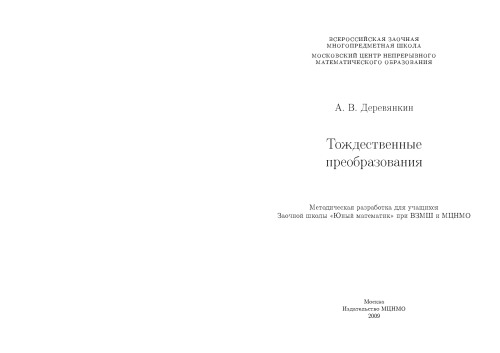 ВСЕРОССИЙСКАЯ ЗАОЧНАЯ
МНОГОПРЕДМЕТНАЯ ШКОЛА
МОСКОВСКИЙ ЦЕНТР НЕПРЕРЫВНОГО
МАТЕМАТИЧЕСКОГО ОБРАЗОВАНИЯ
А. В. Деревянкин
Тождественные
преобразования
Методическая разработка для учащихся
Заочной школы «Юный математик» при ВЗМШ и МЦНМО
Москва
Издательство МЦНМО
2009